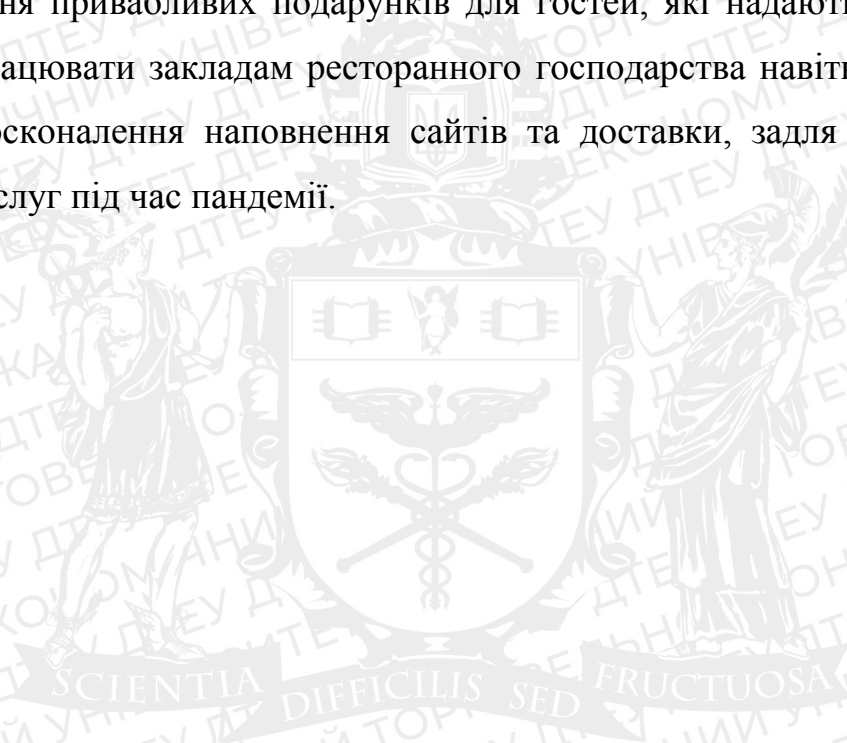 ня привабливих подарунків для гостей, які надають
ацювати закладам ресторанного господарства навіть
осконалення наповнення сайтів та доставки, задля
слуг під час пандемії.
SCIENTIA DIFFICILIS SED FRUCTUOSA